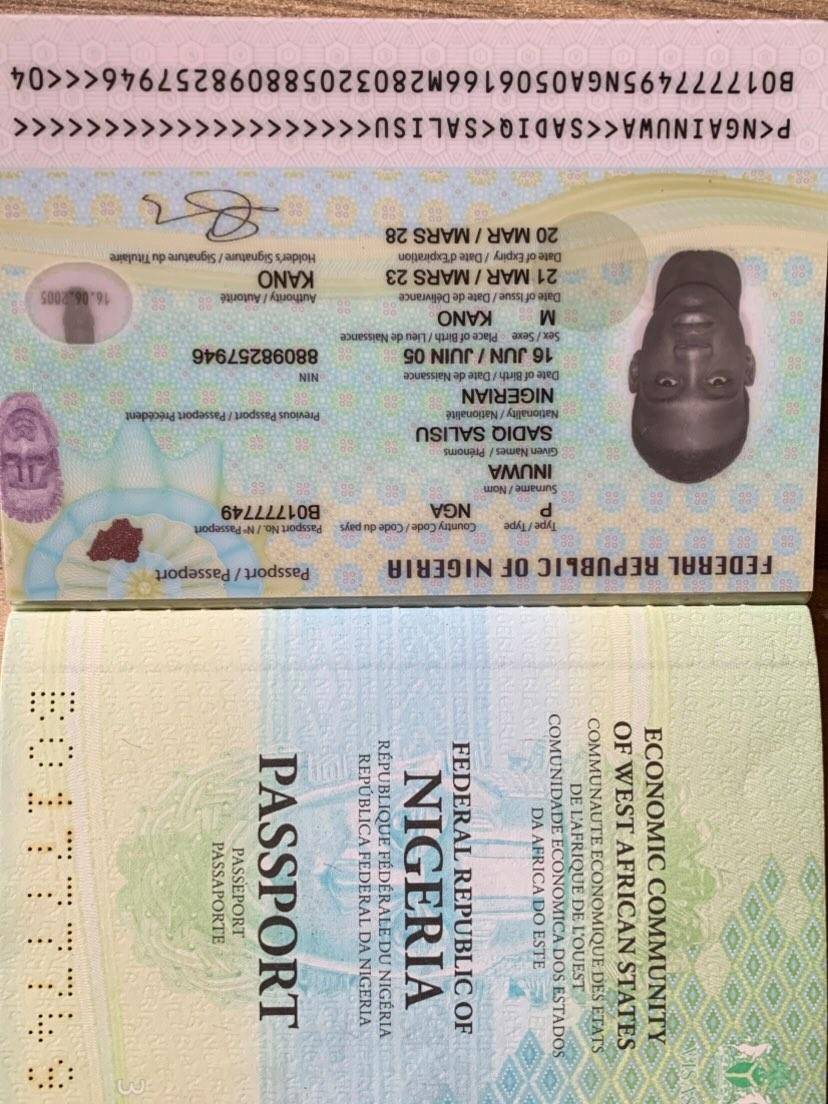 ECONOMIC COMMUNITY
OF WEST AFRICAN STATES
COMMUNAUTE ECONOMIQUE DES ETATS
DE L'AFRIQUE DE L'OUEST
COMUNIDADE ECONOMICA DOS ESTADOS
DA AFRICA DO ESTE
FEDERAL REPUBLIC OF
NIGERIA
RÉPUBLIQUE FÉDÉRALE DU NIGÉRIA
REPÚBLICA FEDERAL DA NIGERIA
PASSPORT
PASSEPORT
PASSAPORTE
3
B01777749
FEDERAL REPUBLIC OF NIGERIA
Passport / Passeport
Type / Type Country Code / Code du pays Passport No. / N° Passeport
P NGA B01777749
Surname / Nom
INUWA
Given Names / Prénoms
SADIQ SALISU
Nationality / Nationalité Previous Passport / Passeport Précédent
NIGERIAN
Date of Birth / Date de Naissance NIN
16 JUN / JUIN 05 88098257946
Sex / Sexe Place of Birth / Lieu de Naissance
M KANO
Date of Issue / Date de Délivrance Authority / Autorité
21 MAR / MARS 23 KANO
Date of Expiry / Date d'Expiration Holder's Signature / Signature du Titulaire
20 MAR / MARS 28
16.06.2005
P<NGAINUWA<<SADIQ<SALISU<<<<<<<<<<<<<<<<<<<<
B017777495NGA0506166M280320588098257946<<<04